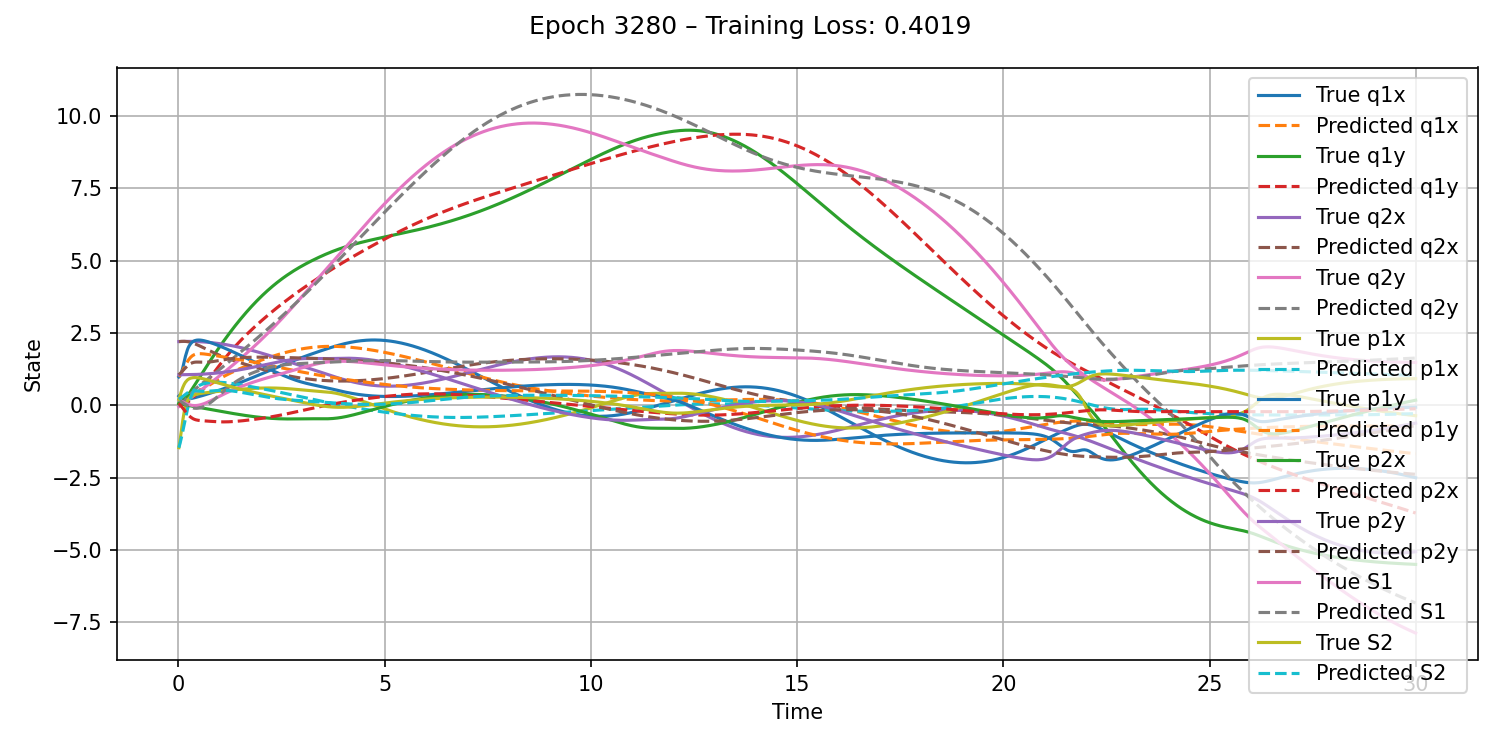 Epoch 3280 – Training Loss: 0.4019
State
10.0
7.5
5.0
2.5
0.0
−2.5
−5.0
−7.5
True q1x
Predicted q1x
True q1y
Predicted q1y
True q2x
Predicted q2x
True q2y
Predicted q2y
True p1x
Predicted p1x
True p1y
Predicted p1y
True p2x
Predicted p2x
True p2y
Predicted p2y
True S1
Predicted S1
True S2
Predicted S2
0 5 10 15 20 25 30
Time